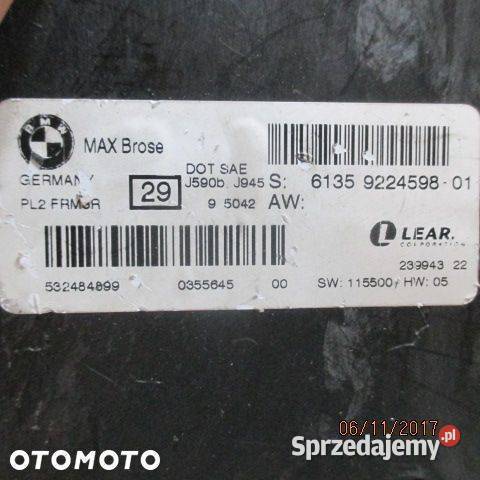 BMW
MAX Brose
GERMANY
PL2 FRM3R
29
DOT SAE
J590b, J945
9 5042
S: 6135 9224598-01
AW:
LEAR.
CORPORATION
239943 22
532484899 0355645 00
SW: 115500 HW: 05
06/11/2017
Sprzedajemy.pl
OTOMOTO